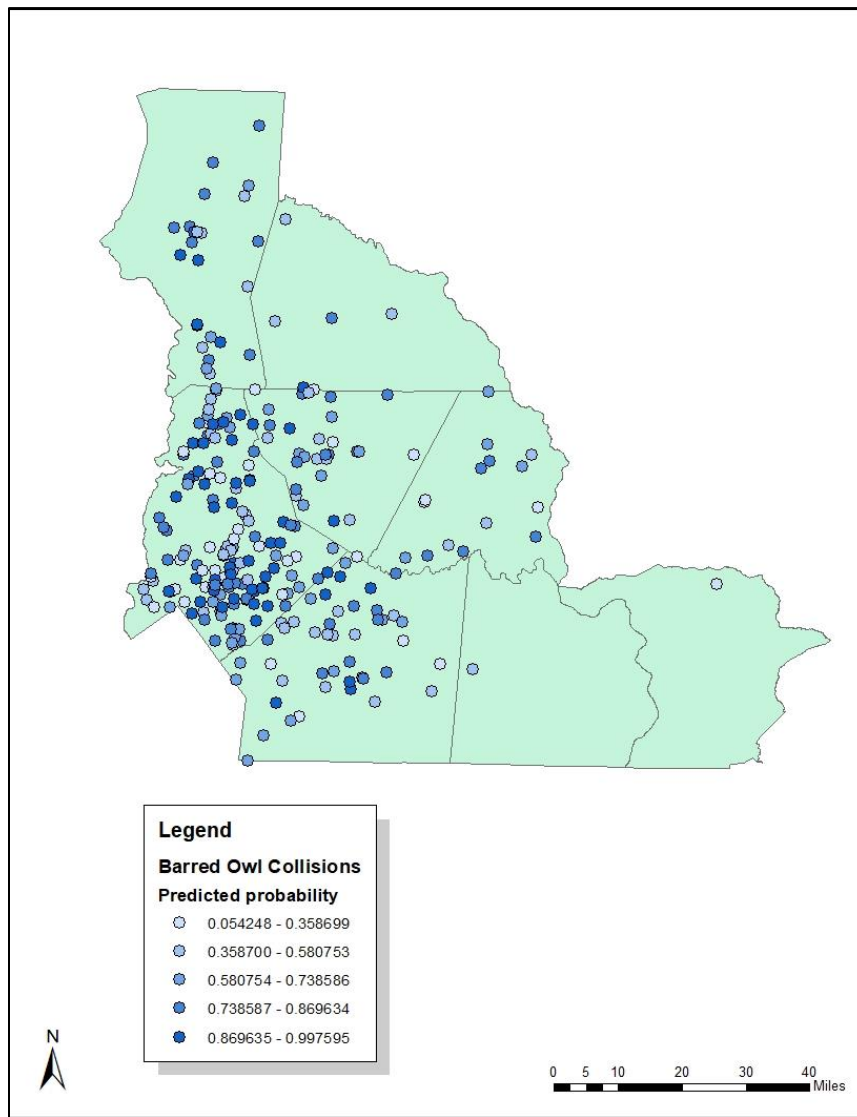 Legend
Barred Owl Collisions
Predicted probability
0.054248 - 0.358699
0.358700 - 0.580753
0.580754 - 0.738586
0.738587 - 0.869634
0.869635 - 0.997595
N
0 5 10 20 30 40
Miles